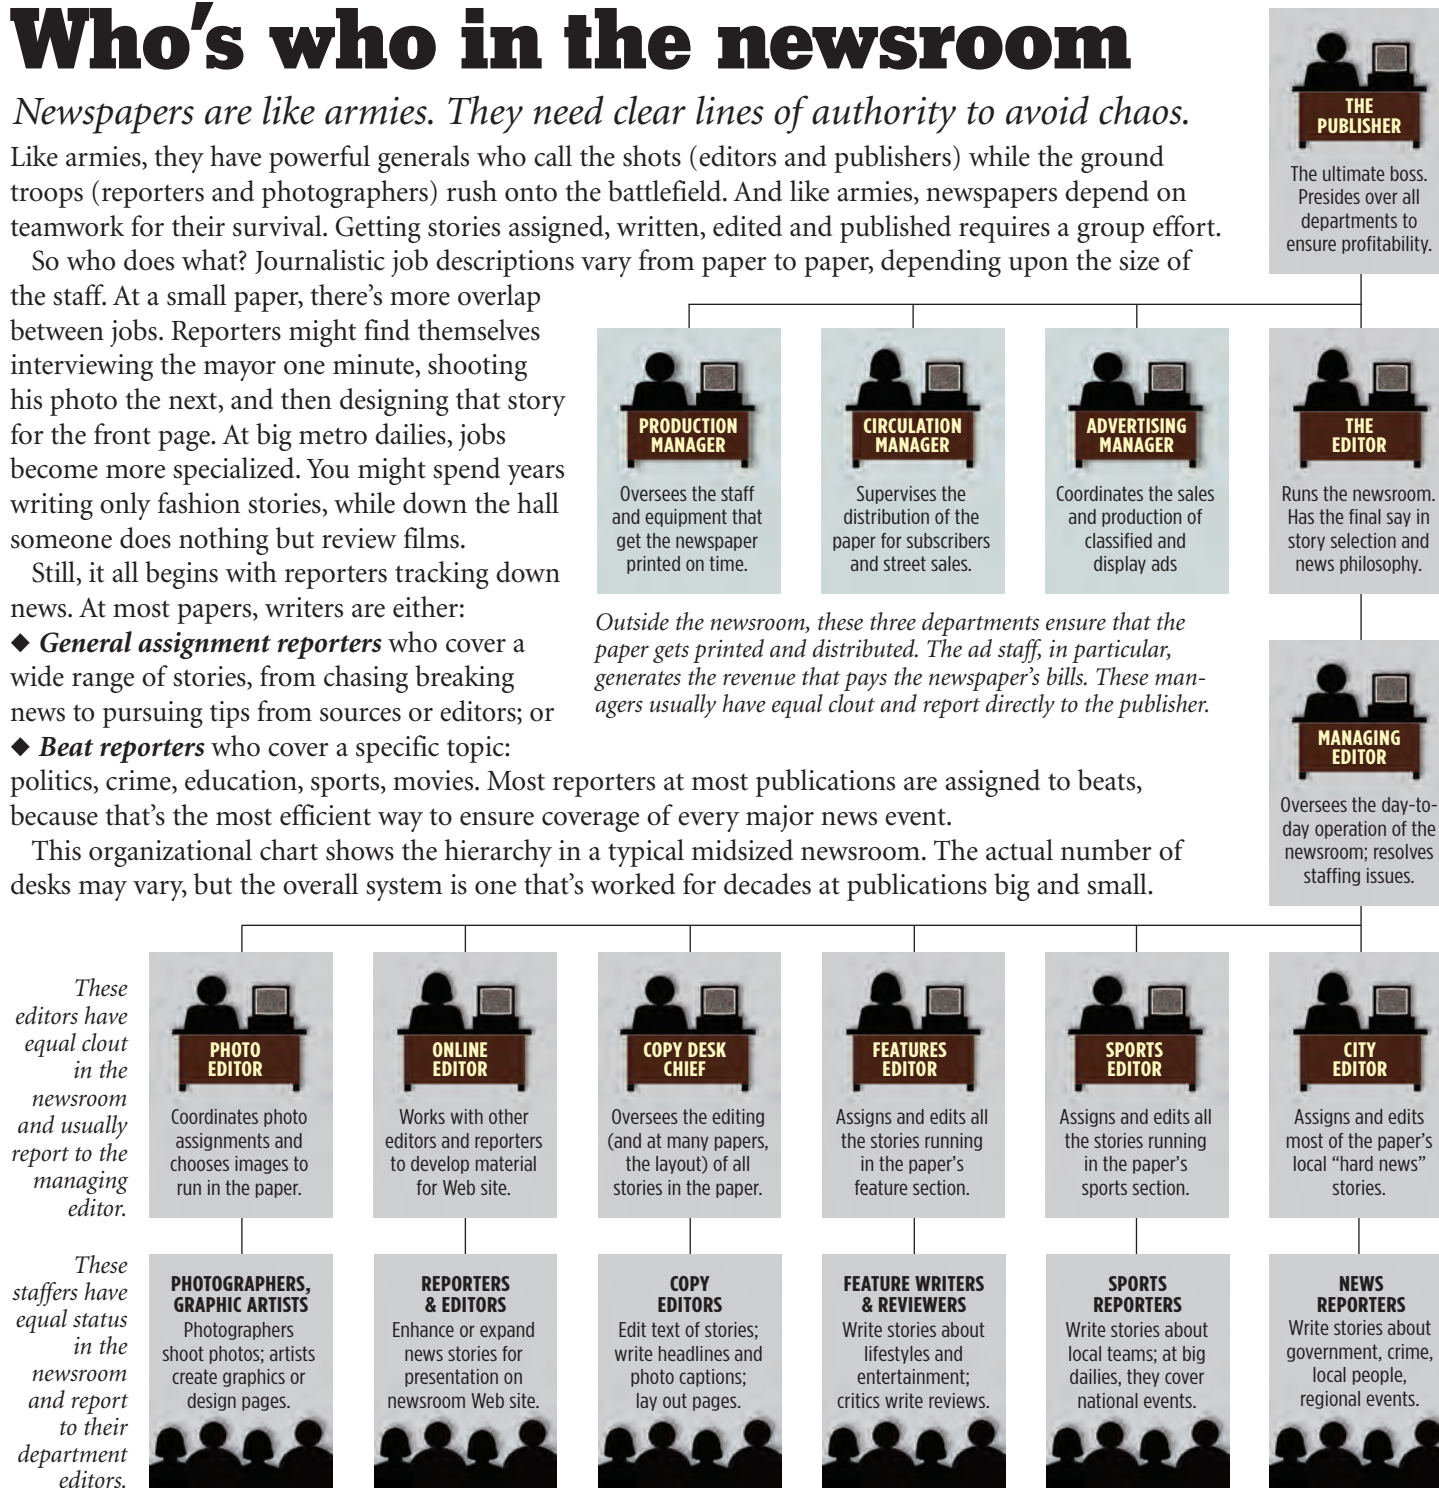 Who's who in the newsroom
Newspapers are like armies. They need clear lines of authority to avoid chaos.
Like armies, they have powerful generals who call the shots (editors and publishers) while the ground
troops (reporters and photographers) rush onto the battlefield. And like armies, newspapers depend on
teamwork for their survival. Getting stories assigned, written, edited and published requires a group effort.
So who does what? Journalistic job descriptions vary from paper to paper, depending upon the size of
the staff. At a small paper, there's more overlap
between jobs. Reporters might find themselves
interviewing the mayor one minute, shooting
his photo the next, and then designing that story
for the front page. At big metro dailies, jobs
become more specialized. You might spend years
writing only fashion stories, while down the hall
someone does nothing but review films.
Still, it all begins with reporters tracking down
news. At most papers, writers are either:
◆ General assignment reporters who cover a
wide range of stories, from chasing breaking
news to pursuing tips from sources or editors; or
◆ Beat reporters who cover a specific topic:
politics, crime, education, sports, movies. Most reporters at most publications are assigned to beats,
because that's the most efficient way to ensure coverage of every major news event.
This organizational chart shows the hierarchy in a typical midsized newsroom. The actual number of
desks may vary, but the overall system is one that's worked for decades at publications big and small.
THE
PUBLISHER
The ultimate boss.
Presides over all
departments to
ensure profitability.
PRODUCTION
MANAGER
Oversees the staff
and equipment that
get the newspaper
printed on time.
CIRCULATION
MANAGER
Supervises the
distribution of the
paper for subscribers
and street sales.
ADVERTISING
MANAGER
Coordinates the sales
and production of
classified and
display ads
THE
EDITOR
Runs the newsroom.
Has the final say in
story selection and
news philosophy.
Outside the newsroom, these three departments ensure that the
paper gets printed and distributed. The ad staff, in particular,
generates the revenue that pays the newspaper's bills. These man-
agers usually have equal clout and report directly to the publisher.
MANAGING
EDITOR
Oversees the day-to-
day operation of the
newsroom; resolves
staffing issues.
These
editors have
equal clout
in the
newsroom
and usually
report to the
managing
editor.
PHOTO
EDITOR
Coordinates photo
assignments and
chooses images to
run in the paper.
ONLINE
EDITOR
Works with other
editors and reporters
to develop material
for Web site.
COPY DESK
CHIEF
Oversees the editing
(and at many papers,
the layout) of all
stories in the paper.
FEATURES
EDITOR
Assigns and edits all
the stories running
in the paper's
feature section.
SPORTS
EDITOR
Assigns and edits all
the stories running
in the paper's
sports section.
CITY
EDITOR
Assigns and edits
most of the paper's
local “hard news”
stories.
These
staffers have
equal status
in the
newsroom
and report
to their
department
editors.
PHOTOGRAPHERS,
GRAPHIC ARTISTS
Photographers
shoot photos; artists
create graphics or
design pages.
REPORTERS
& EDITORS
Enhance or expand
news stories for
presentation on
newsroom Web site.
COPY
EDITORS
Edit text of stories;
write headlines and
photo captions;
lay out pages.
FEATURE WRITERS
& REVIEWERS
Write stories about
lifestyles and
entertainment;
critics write reviews.
SPORTS
REPORTERS
Write stories about
local teams; at big
dailies, they cover
national events.
NEWS
REPORTERS
Write stories about
government, crime,
local people,
regional events.